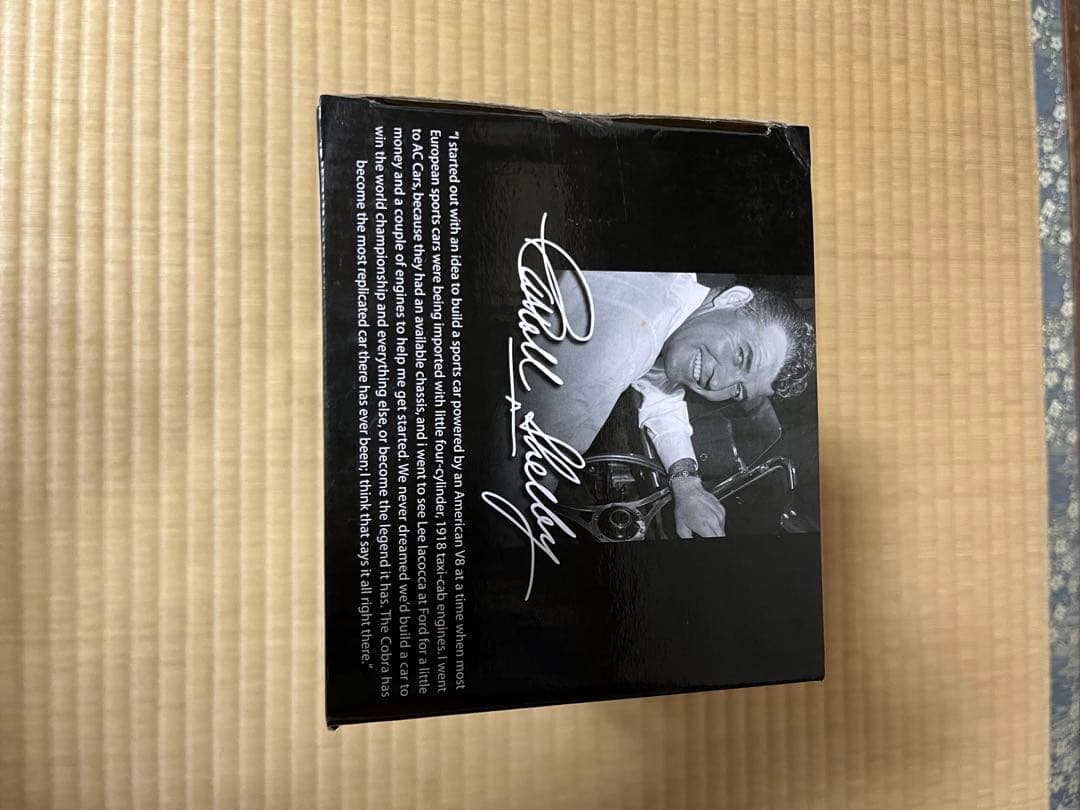 Carroll Shelby
"I started out with an idea to build a sports car powered by an American V8 at a time when most
European sports cars were being imported with little four-cylinder, 1918 taxi-cab engines. I went
to AC Cars, because they had an available chassis, and i went to see Lee Iacocca at Ford for a little
money and a couple of engines to help me get started. We never dreamed we'd build a car to
win the world championship and everything else, or become the legend it has. The Cobra has
become the most replicated car there has ever been; I think that says it all right there."